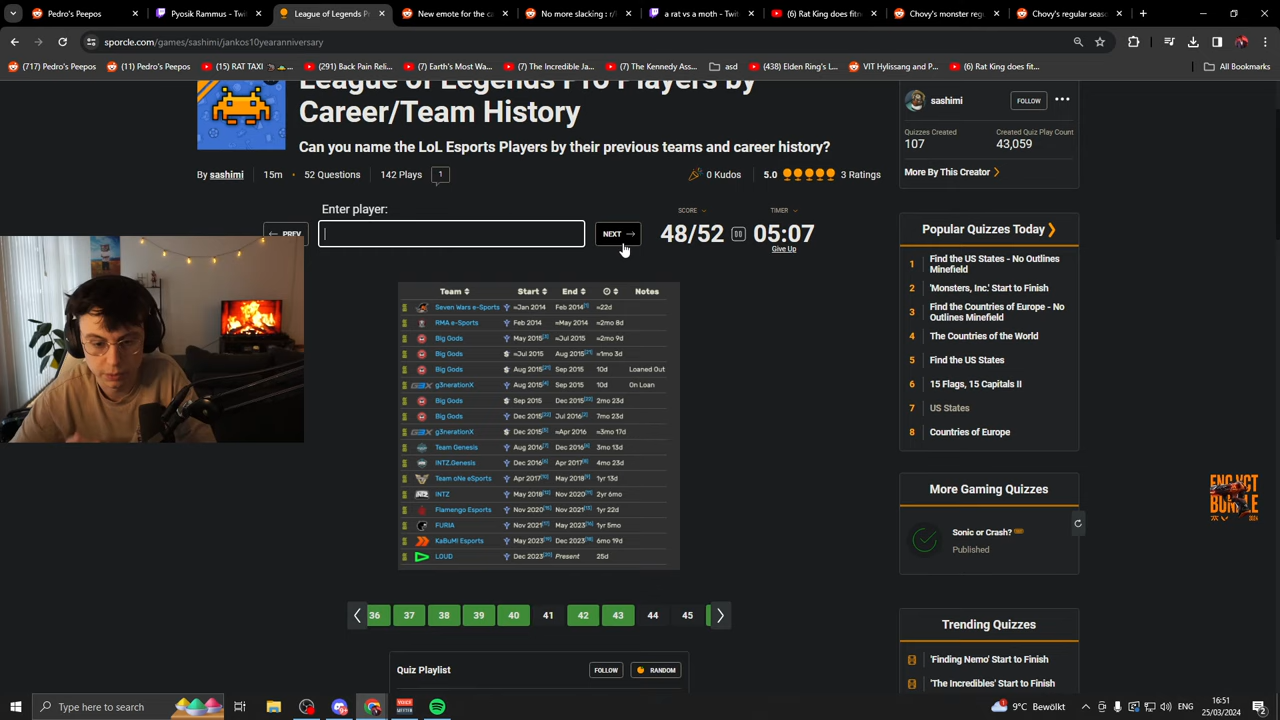 Pedro's Peepos
Pyosik Rammus - Twit
League of Legends P
New emote for the c
No more slacking : r/
a rat vs a moth - Twit
(6) Rat King does fitn
Chovy's monster reg
Chovy's regular seas
sporcle.com/games/sashimi/jankos10yearanniversary
(717) Pedro's Peepos
(11) Pedro's Peepos
(15) RAT TAXI
(291) Back Pain Reli...
(7) Earth's Most Wa...
(7) The Incredible Ja...
(7) The Kennedy Ass...
asd
(438) Elden Ring's L...
VIT Hylissang and P...
(6) Rat King does fit...
All Bookmarks
League of Legends Pro Players by
Career/Team History
Can you name the LoL Esports Players by their previous teams and career history?
By sashimi
15m
52 Questions
142 Plays
1
0 Kudos
5.0
3 Ratings
sashimi
FOLLOW
Quizzes Created
107
Created Quiz Play Count
43,059
More By This Creator
Enter player:
PREV
NEXT
SCORE
48/52
TIMER
05:07
Give Up
Team Start End Notes
Seven Wars e-Sports ≈Jan 2014 Feb 2014[1] ≈22d
RMA e-Sports Feb 2014 ≈May 2014 ≈2mo 8d
Big Gods May 2015 ≈Jul 2015 ≈2mo 9d
Big Gods ≈Jul 2015 Aug 2015 ≈1mo 3d
Big Gods Aug 2015 Sep 2015 10d Loaned Out
g3nerationX Aug 2015 Sep 2015 10d On Loan
Big Gods Sep 2015 Dec 2015 2mo 23d
Big Gods Dec 2015 Jul 2016 7mo 23d
g3nerationX Dec 2015 ≈Apr 2016 ≈3mo 17d
Team Genesis Aug 2016 Dec 2016 3mo 13d
INTZ.Genesis Dec 2016 Apr 2017 4mo 23d
Team oNe eSports Apr 2017 May 2018 1yr 13d
INTZ May 2018 Nov 2020 2yr 6mo
Flamengo Esports Nov 2020 Nov 2021 1yr 22d
FURIA Nov 2021 May 2023 1yr 5mo
KaBuM! Esports May 2023 Dec 2023 6mo 19d
LOUD Dec 2023 Present 25d
36 37 38 39 40 41 42 43 44 45
Quiz Playlist
FOLLOW
RANDOM
Popular Quizzes Today
1 Find the US States - No Outlines
Minefield
2 'Monsters, Inc.' Start to Finish
3 Find the Countries of Europe - No
Outlines Minefield
4 The Countries of the World
5 Find the US States
6 15 Flags, 15 Capitals II
7 US States
8 Countries of Europe
More Gaming Quizzes
Sonic or Crash?
Published
Trending Quizzes
'Finding Nemo' Start to Finish
'The Incredibles' Start to Finish
2024
Type here to search
9°C Bewölkt
ENG
16:51
25/03/2024